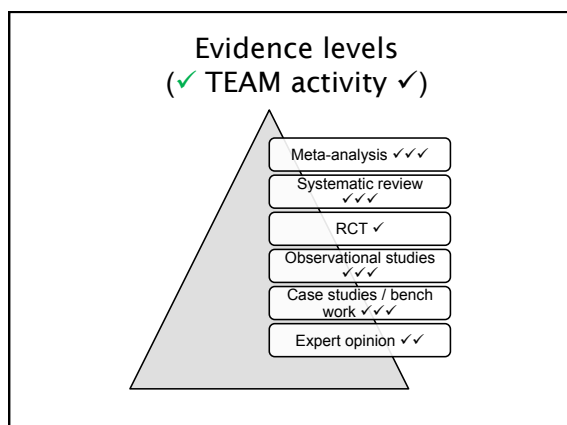 Evidence levels
(✓ TEAM activity ✓)
Meta-analysis ✓✓✓
Systematic review
✓✓✓
RCT ✓
Observational studies
✓✓✓
Case studies / bench
work ✓✓✓
Expert opinion ✓✓